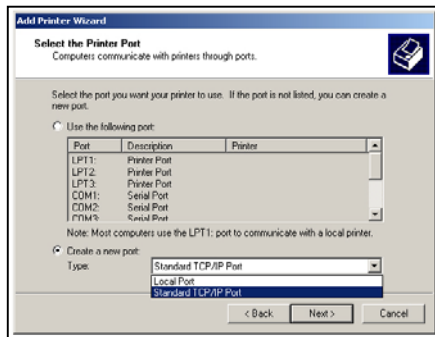 Add Printer Wizard
Select the Printer Port
Computers communicate with printers through ports.
Select the port you want your printer to use. If the port is not listed, you can create a
new port.
Use the following port:
Port Description Printer
LPT1: Printer Port
LPT2: Printer Port
LPT3: Printer Port
COM1: Serial Port
COM2: Serial Port
COM3: Serial Port
Note: Most computers use the LPT1: port to communicate with a local printer.
Create a new port:
Type: Standard TCP/IP Port
Local Port
Standard TCP/IP Port
< Back Next > Cancel